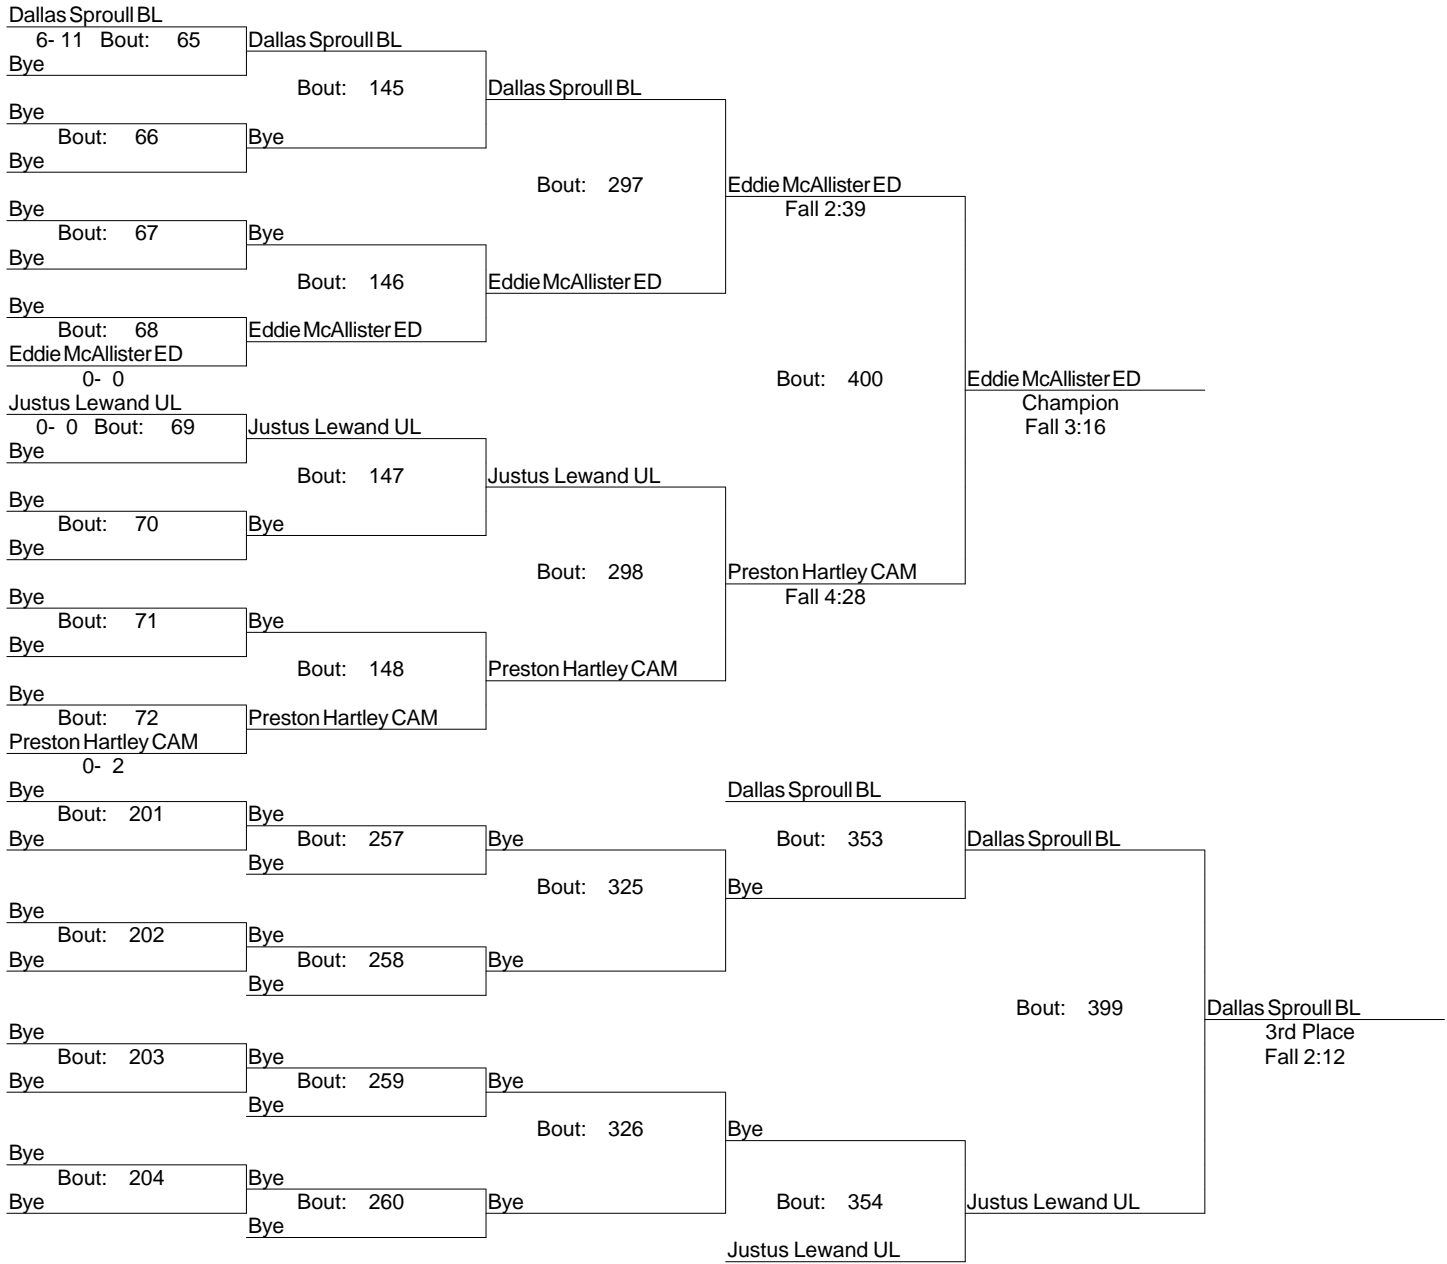 Dallas Sproull BL
6- 11 Bout: 65
Dallas Sproull BL
Bye
Bout: 145
Dallas Sproull BL
Bye
Bout: 66
Bye
Bye
Bout: 297
Eddie McAllister ED
Bye
Fall 2:39
Bout: 67
Bye
Bye
Bout: 146
Eddie McAllister ED
Bye
Bout: 68
Eddie McAllister ED
Eddie McAllister ED
0- 0
Bout: 400
Eddie McAllister ED
Justus Lewand UL
Champion
0- 0 Bout: 69
Justus Lewand UL
Fall 3:16
Bye
Bout: 147
Justus Lewand UL
Bye
Bout: 70
Bye
Bye
Bout: 298
Preston Hartley CAM
Bye
Fall 4:28
Bout: 71
Bye
Bye
Bout: 148
Preston Hartley CAM
Bye
Bout: 72
Preston Hartley CAM
Preston Hartley CAM
0- 2
Bye
Dallas Sproull BL
Bout: 201
Bye
Bye
Bout: 257
Bye
Bout: 353
Dallas Sproull BL
Bye
Bout: 325
Bye
Bye
Bout: 202
Bye
Bye
Bout: 258
Bye
Bye
Bout: 399
Dallas Sproull BL
Bye
3rd Place
Bout: 203
Bye
Fall 2:12
Bye
Bout: 259
Bye
Bye
Bout: 326
Bye
Bye
Bout: 204
Bye
Bye
Bout: 260
Bye
Bout: 354
Justus Lewand UL
Bye
Justus Lewand UL